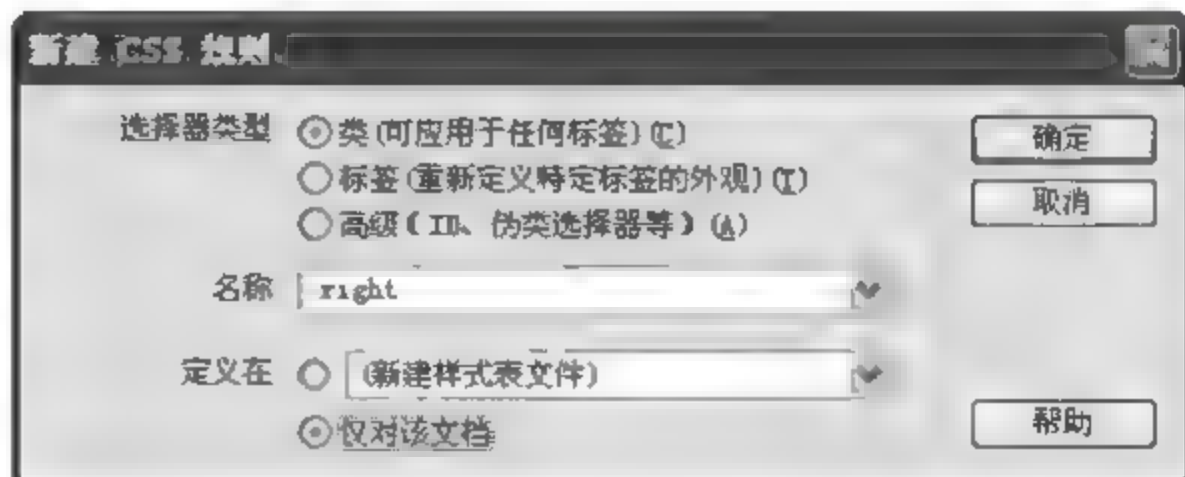 新建 CSS 规则
选择器类型 类(可应用于任何标签)(C) 确定
标签(重新定义特定标签的外观)(T) 取消
高级(ID、伪类选择器等)(A)
名称 right
定义在 (新建样式表文件)
仅对该文档 帮助